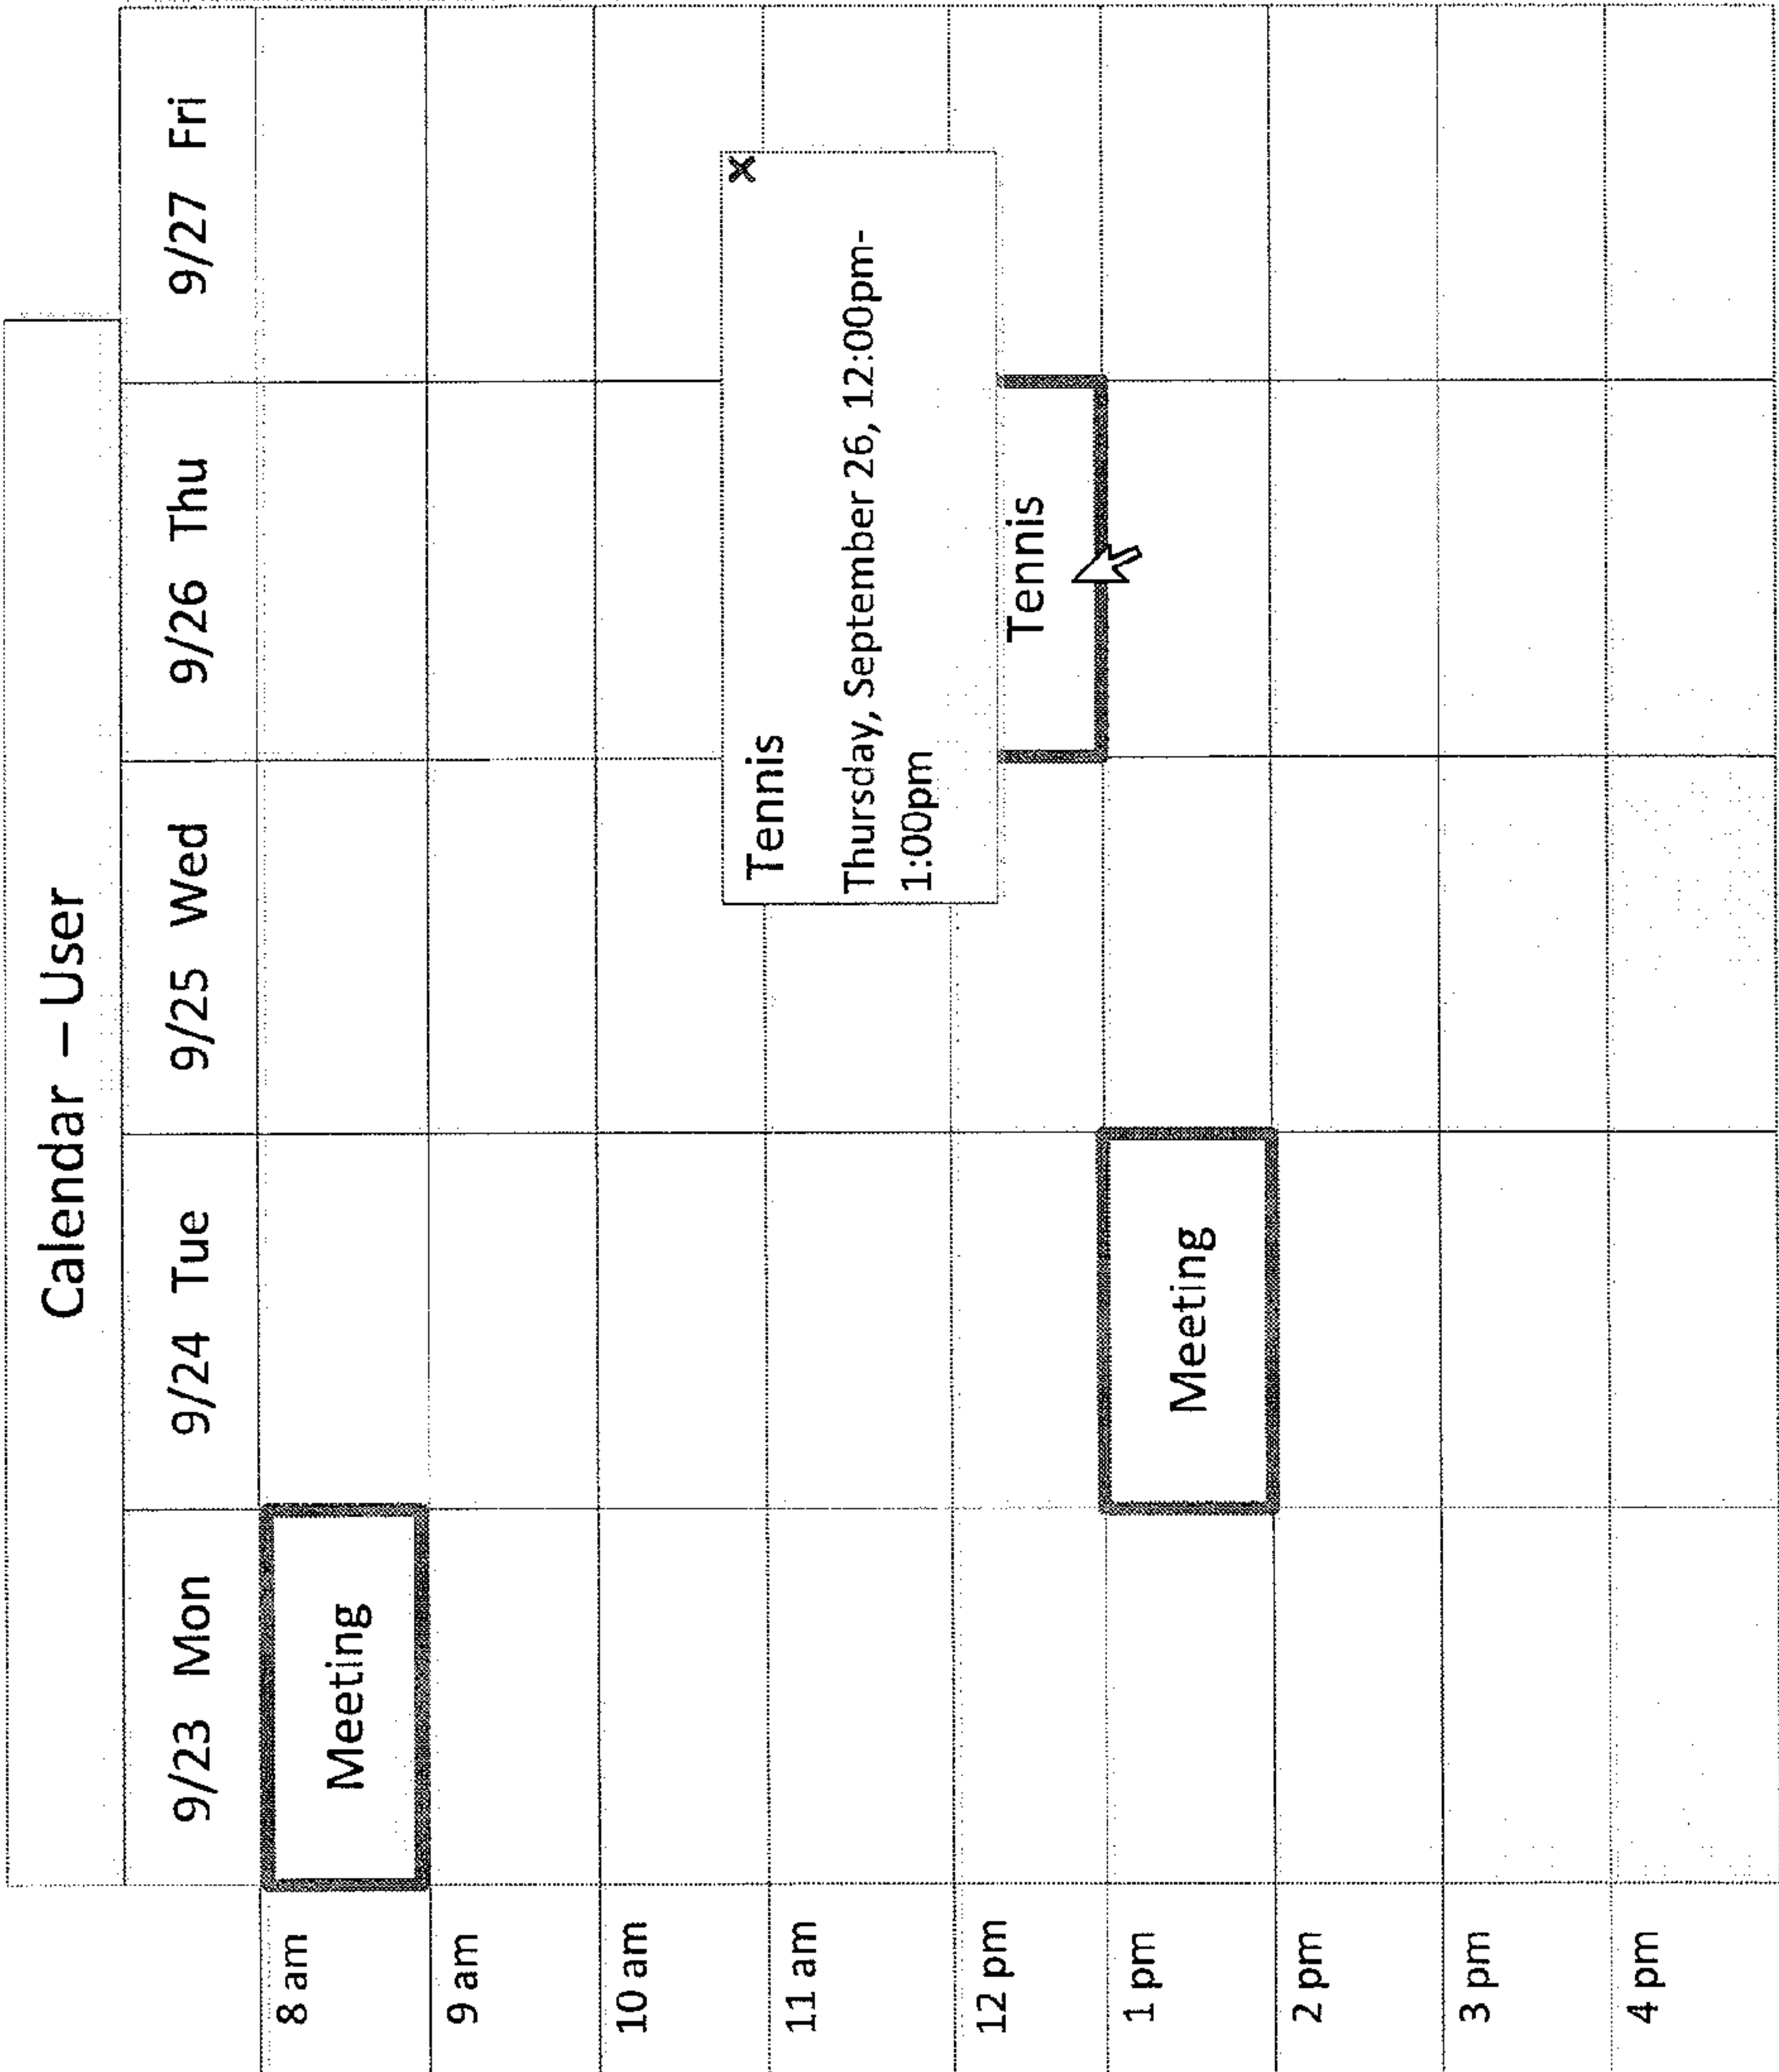 Calendar – User
9/23 Mon
9/24 Tue
9/25 Wed
9/26 Thu
9/27 Fri
8 am
Meeting
9 am
10 am
11 am
Tennis
x
Thursday, September 26, 12:00pm-
1:00pm
12 pm
Tennis
1 pm
Meeting
2 pm
3 pm
4 pm